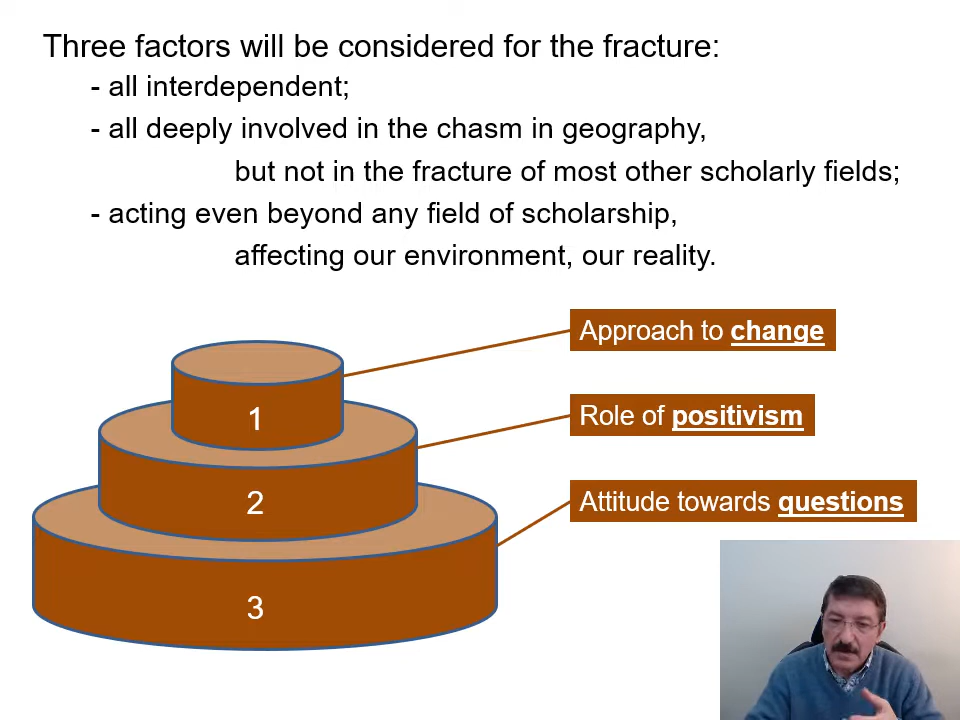 Three factors will be considered for the fracture:
- all interdependent;
- all deeply involved in the chasm in geography,
but not in the fracture of most other scholarly fields;
- acting even beyond any field of scholarship,
affecting our environment, our reality.
Approach to change
1
Role of positivism
2
Attitude towards questions
3